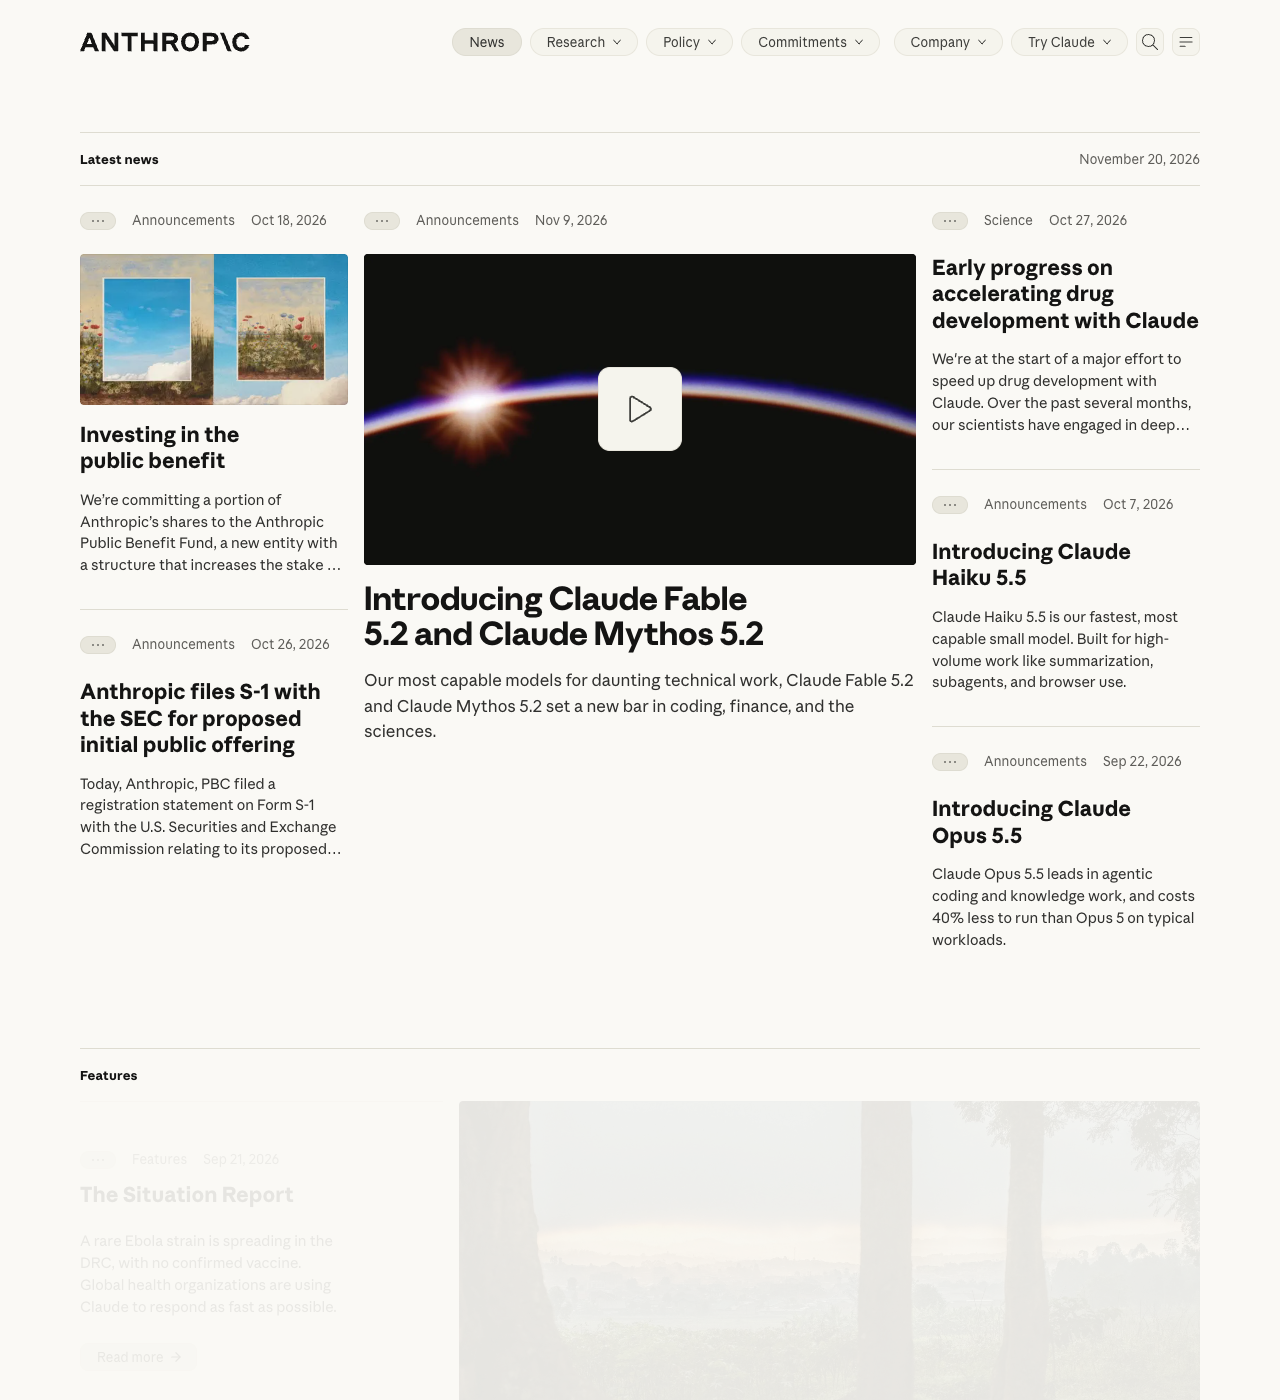 ANTHROP\C
News
Research
Policy
Commitments
Company
Try Claude
Latest news
November 20, 2026
Announcements Oct 18, 2026
Investing in the
public benefit
We’re committing a portion of
Anthropic’s shares to the Anthropic
Public Benefit Fund, a new entity with
a structure that increases the stake …
Announcements Oct 26, 2026
Anthropic files S-1 with
the SEC for proposed
initial public offering
Today, Anthropic, PBC filed a
registration statement on Form S-1
with the U.S. Securities and Exchange
Commission relating to its proposed…
Announcements Nov 9, 2026
Introducing Claude Fable
5.2 and Claude Mythos 5.2
Our most capable models for daunting technical work, Claude Fable 5.2
and Claude Mythos 5.2 set a new bar in coding, finance, and the
sciences.
Science Oct 27, 2026
Early progress on
accelerating drug
development with Claude
We're at the start of a major effort to
speed up drug development with
Claude. Over the past several months,
our scientists have engaged in deep…
Announcements Oct 7, 2026
Introducing Claude
Haiku 5.5
Claude Haiku 5.5 is our fastest, most
capable small model. Built for high-
volume work like summarization,
subagents, and browser use.
Announcements Sep 22, 2026
Introducing Claude
Opus 5.5
Claude Opus 5.5 leads in agentic
coding and knowledge work, and costs
40% less to run than Opus 5 on typical
workloads.
Features
Features Sep 21, 2026
The Situation Report
A rare Ebola strain is spreading in the
DRC, with no confirmed vaccine.
Global health organizations are using
Claude to respond as fast as possible.
Read more →